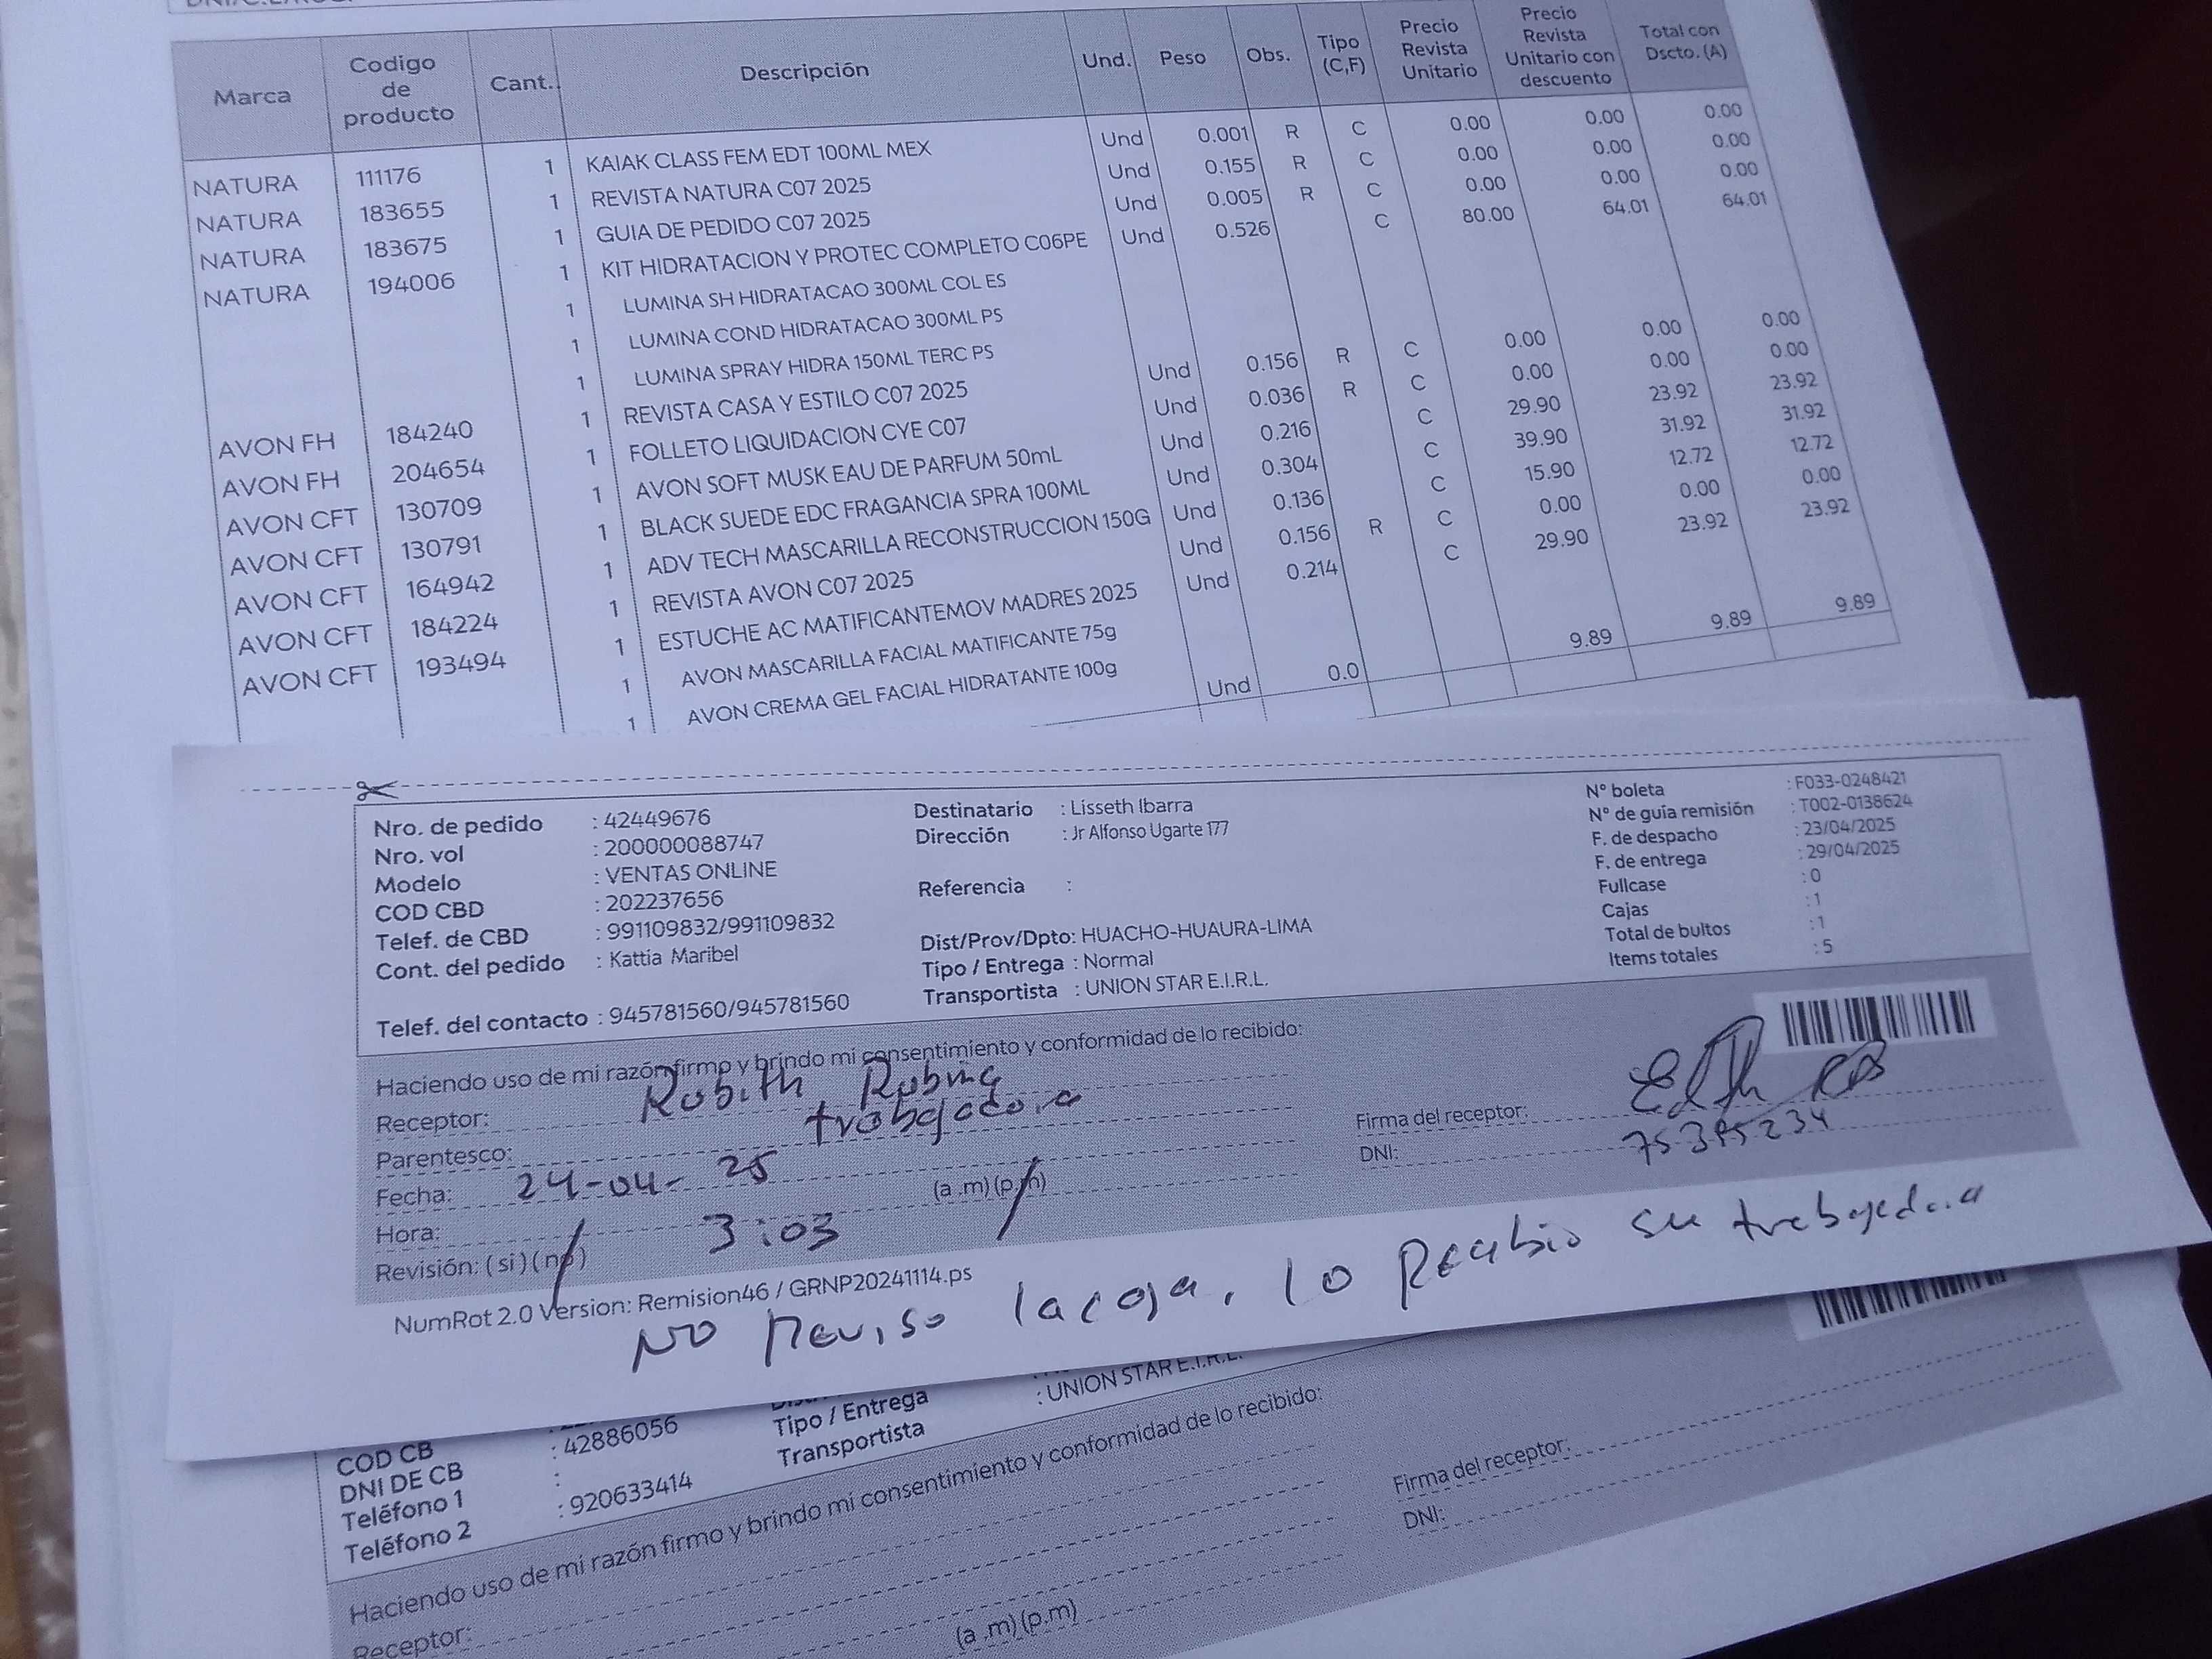 Marca Codigo de producto Cant. Descripción Und. Peso Obs. Tipo (C,F) Precio Revista Unitario Precio Revista Unitario con descuento Total con Dscto. (A)
NATURA 111176 1 KAIAK CLASS FEM EDT 100ML MEX Und 0.001 R C 0.00 0.00 0.00
NATURA 183655 1 REVISTA NATURA C07 2025 Und 0.155 R C 0.00 0.00 0.00
NATURA 183675 1 GUIA DE PEDIDO C07 2025 Und 0.005 R C 0.00 0.00 0.00
NATURA 194006 1 KIT HIDRATACION Y PROTEC COMPLETO C06PE Und 0.526 C 80.00 64.01 64.01
1 LUMINA SH HIDRATACAO 300ML COL ES
1 LUMINA COND HIDRATACAO 300ML PS
1 LUMINA SPRAY HIDRA 150ML TERC PS
AVON FH 184240 1 REVISTA CASA Y ESTILO C07 2025 Und 0.156 R C 0.00 0.00 0.00
AVON FH 204654 1 FOLLETO LIQUIDACION CYE C07 Und 0.036 R C 0.00 0.00 0.00
AVON CFT 130709 1 AVON SOFT MUSK EAU DE PARFUM 50mL Und 0.216 C 29.90 23.92 23.92
AVON CFT 130791 1 BLACK SUEDE EDC FRAGANCIA SPRA 100ML Und 0.304 C 39.90 31.92 31.92
AVON CFT 164942 1 ADV TECH MASCARILLA RECONSTRUCCION 150G Und 0.136 C 15.90 12.72 12.72
AVON CFT 184224 1 REVISTA AVON C07 2025 Und 0.156 R C 0.00 0.00 0.00
AVON CFT 193494 1 ESTUCHE AC MATIFICANTEMOV MADRES 2025 Und 0.214 C 29.90 23.92 23.92
1 AVON MASCARILLA FACIAL MATIFICANTE 75g
1 AVON CREMA GEL FACIAL HIDRATANTE 100g
Und 0.0 9.89 9.89 9.89
Nro. de pedido : 42449676 Destinatario : Lisseth Ibarra N° boleta : F033-0248421
Nro. vol : 200000088747 Dirección : Jr Alfonso Ugarte 177 N° de guía remisión : T002-0138624
Modelo : VENTAS ONLINE F. de despacho : 23/04/2025
COD CBD : 202237656 Referencia : F. de entrega : 29/04/2025
Telef. de CBD : 991109832/991109832 Fullcase : 0
Cont. del pedido : Kattia Maribel Dist/Prov/Dpto: HUACHO-HUAURA-LIMA Cajas : 1
Tipo / Entrega : Normal Total de bultos : 1
Telef. del contacto : 945781560/945781560 Transportista : UNION STAR E.I.R.L. Items totales : 5
Haciendo uso de mi razón firmo y brindo mi consentimiento y conformidad de lo recibido:
Receptor:
Parentesco: trabajadora Firma del receptor:
Fecha: 24-04-25 DNI: 75395234
Hora: 3:03 (a .m) (p.m)
Revisión: ( si ) ( no )
NumRot 2.0 Version: Remision46 / GRNP20241114.ps
NO Reviso la caja, lo Recibio su trabajadora
COD CB : 42886056 Tipo / Entrega : UNION STAR E.I.R.L.
DNI DE CB : Transportista
Teléfono 1 : 920633414
Teléfono 2
Haciendo uso de mi razón firmo y brindo mi consentimiento y conformidad de lo recibido:
Receptor: (a .m) (p.m) Firma del receptor:
DNI: